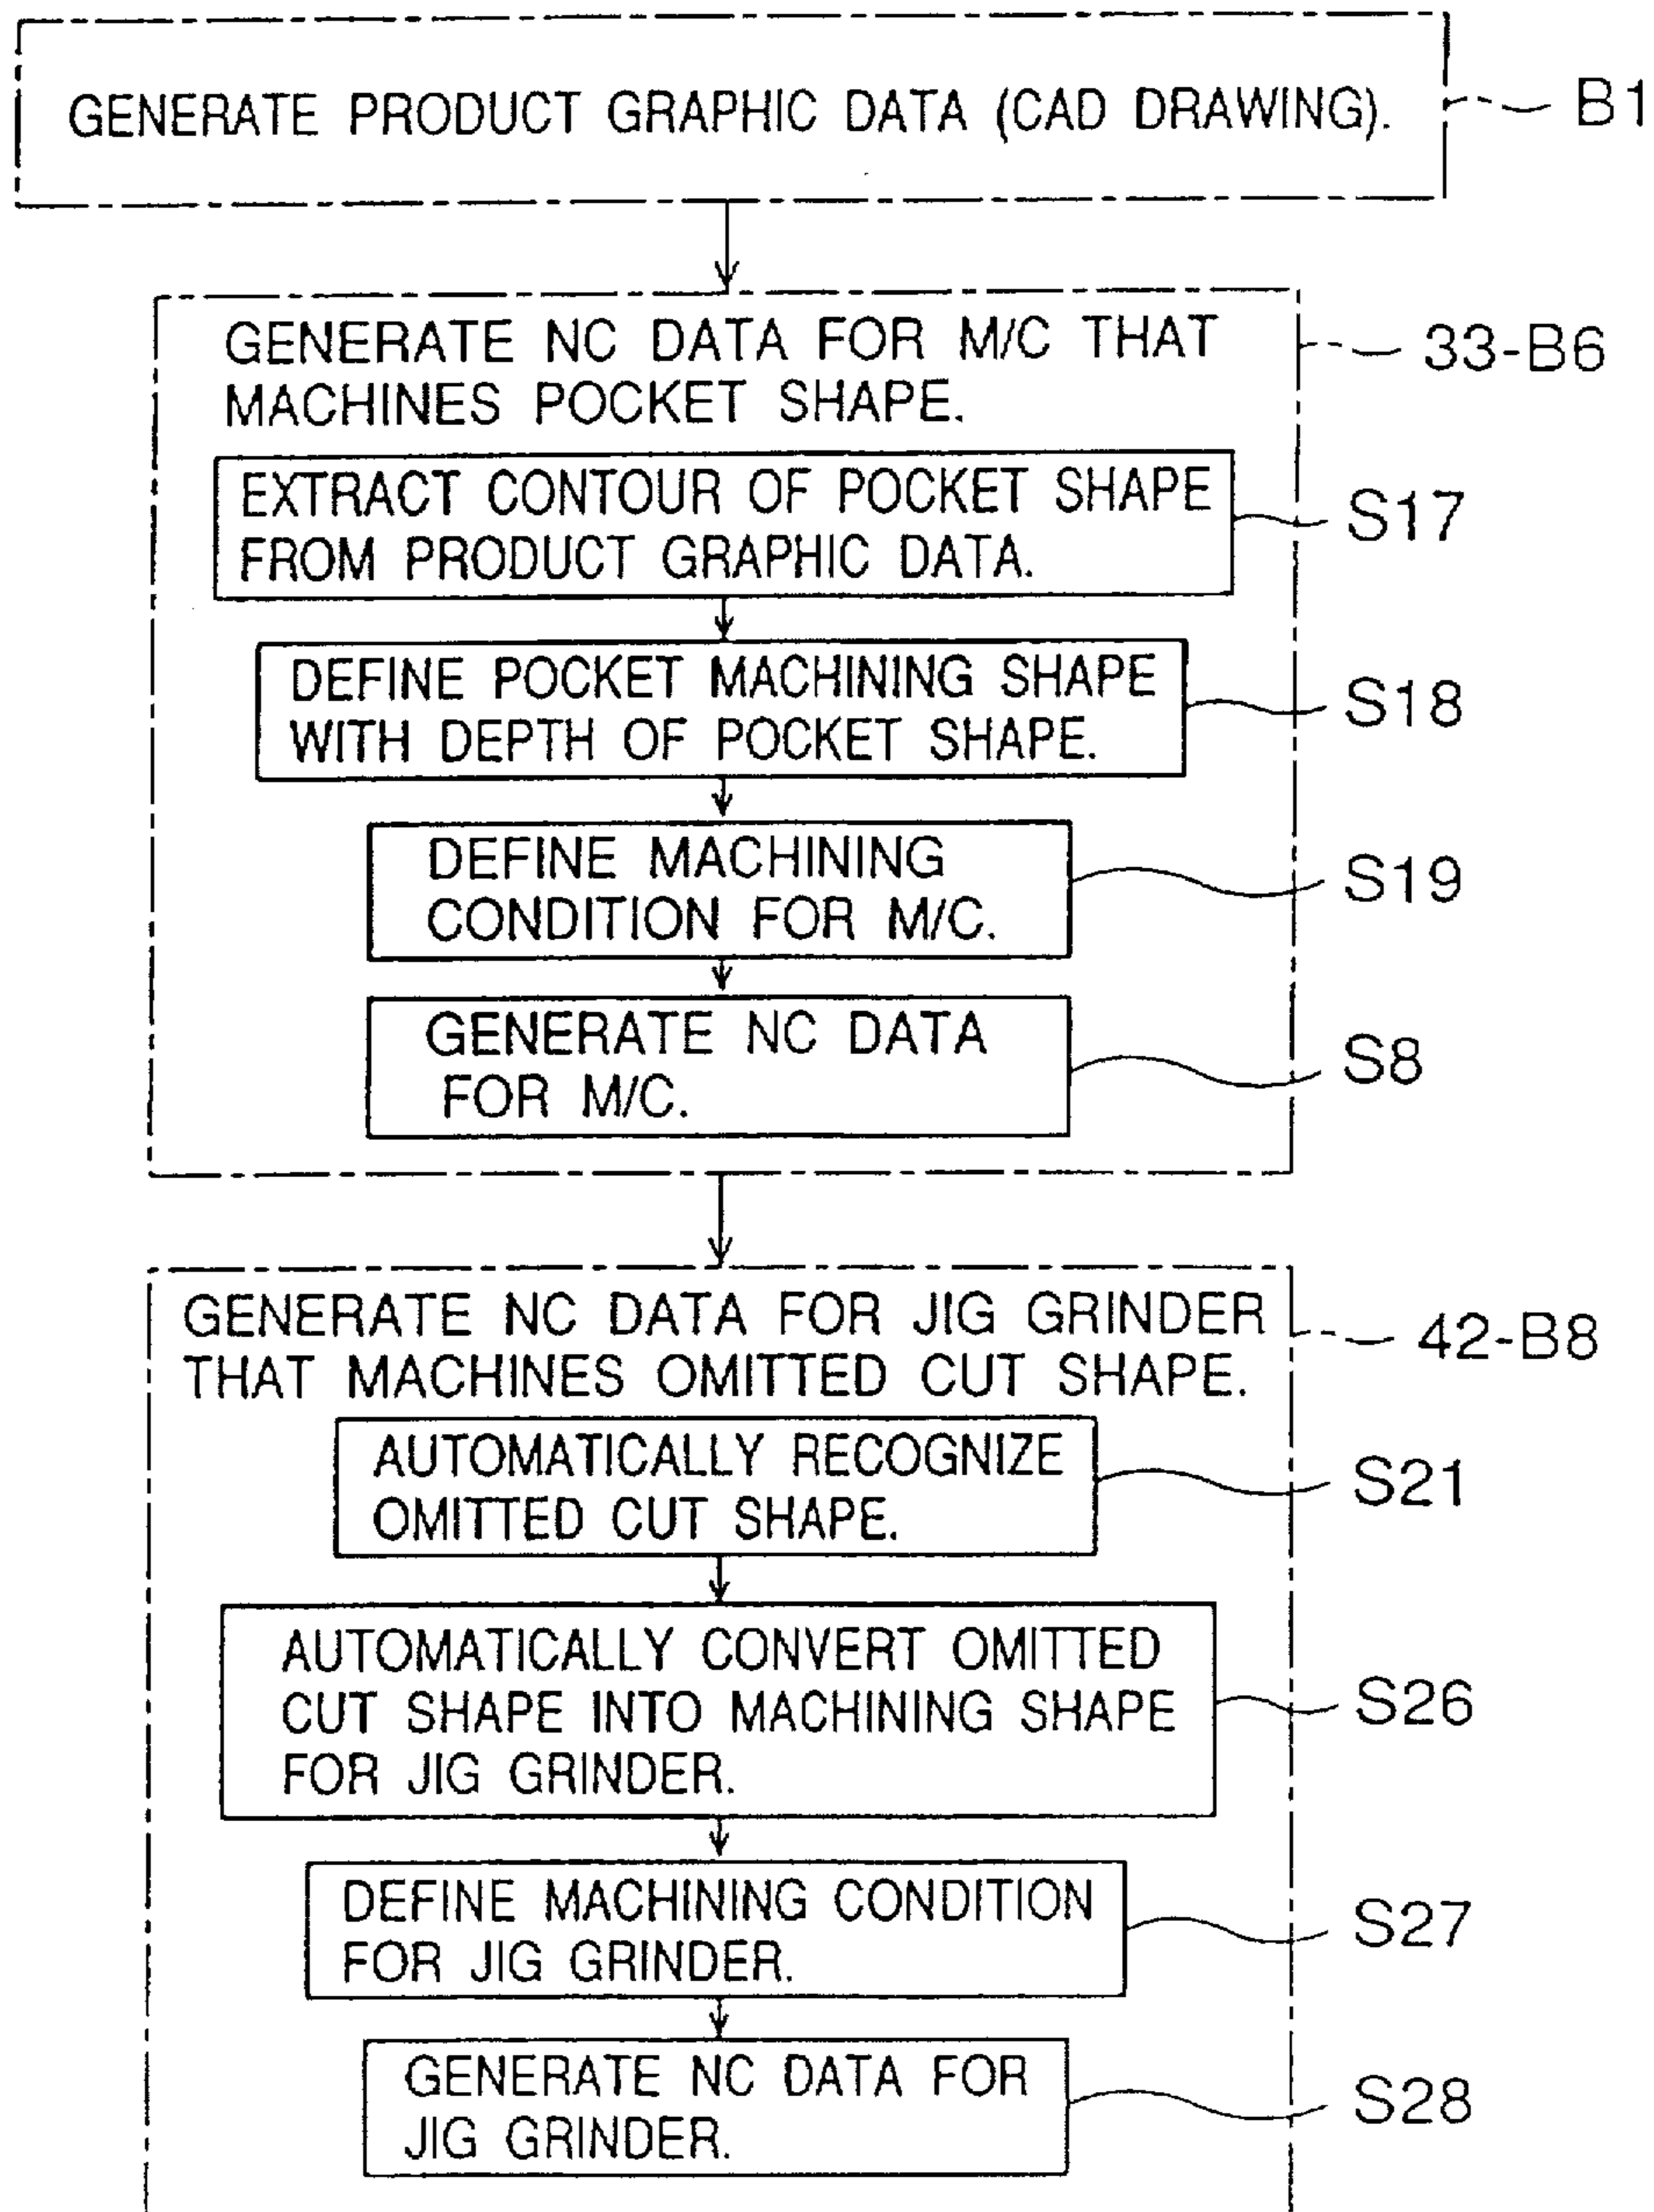 GENERATE PRODUCT GRAPHIC DATA (CAD DRAWING).
B1
GENERATE NC DATA FOR M/C THAT
MACHINES POCKET SHAPE.
33-B6
EXTRACT CONTOUR OF POCKET SHAPE
FROM PRODUCT GRAPHIC DATA.
S17
DEFINE POCKET MACHINING SHAPE
WITH DEPTH OF POCKET SHAPE.
S18
DEFINE MACHINING
CONDITION FOR M/C.
S19
GENERATE NC DATA
FOR M/C.
S8
GENERATE NC DATA FOR JIG GRINDER
THAT MACHINES OMITTED CUT SHAPE.
42-B8
AUTOMATICALLY RECOGNIZE
OMITTED CUT SHAPE.
S21
AUTOMATICALLY CONVERT OMITTED
CUT SHAPE INTO MACHINING SHAPE
FOR JIG GRINDER.
S26
DEFINE MACHINING CONDITION
FOR JIG GRINDER.
S27
GENERATE NC DATA FOR
JIG GRINDER.
S28